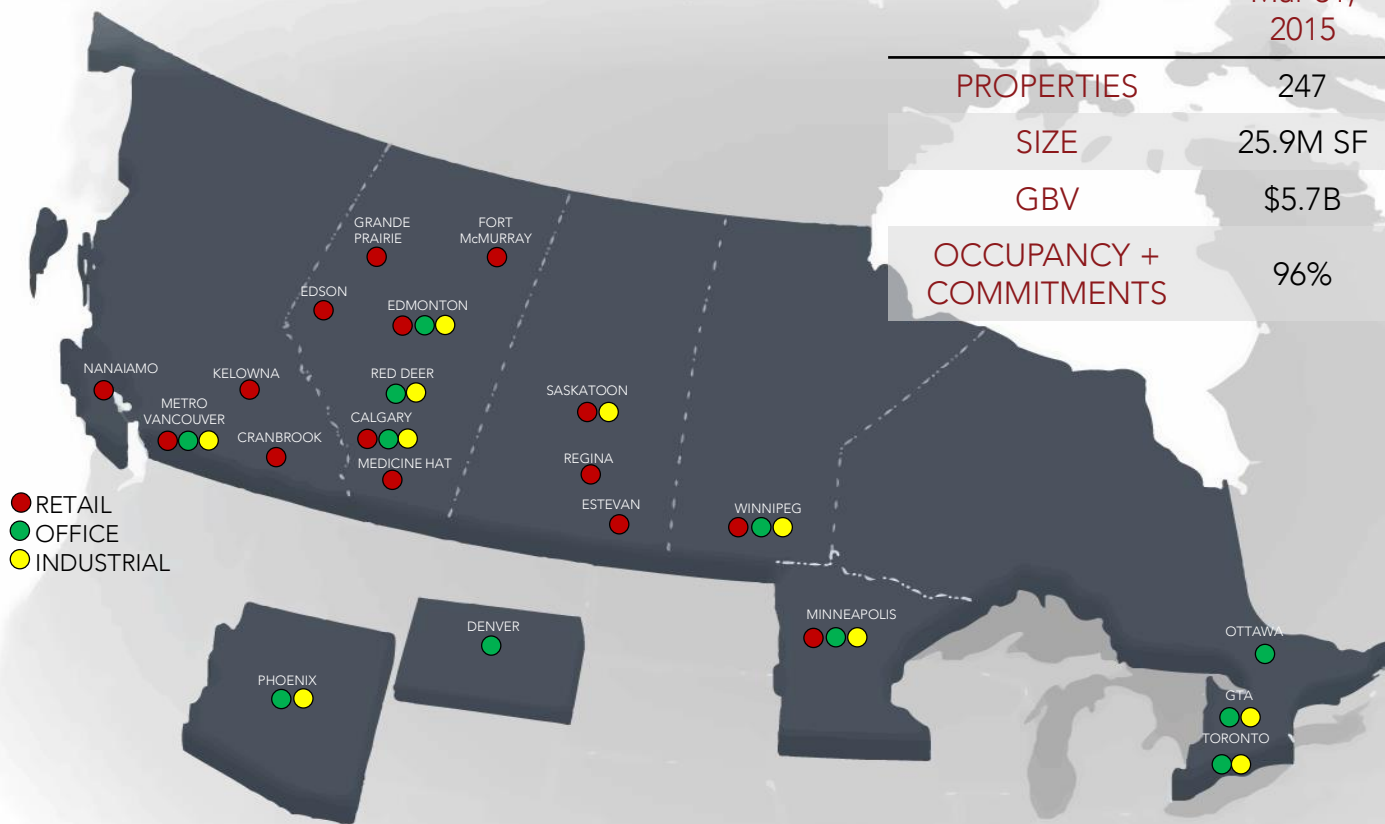 2015
PROPERTIES 247
SIZE 25.9M SF
GBV $5.7B
OCCUPANCY +
COMMITMENTS 96%
GRANDE
PRAIRIE
FORT
McMURRAY
EDSON
EDMONTON
NANAIAMO
KELOWNA
RED DEER
SASKATOON
METRO
VANCOUVER
CALGARY
CRANBROOK
MEDICINE HAT
REGINA
ESTEVAN
WINNIPEG
RETAIL
OFFICE
INDUSTRIAL
MINNEAPOLIS
DENVER
OTTAWA
PHOENIX
GTA
TORONTO